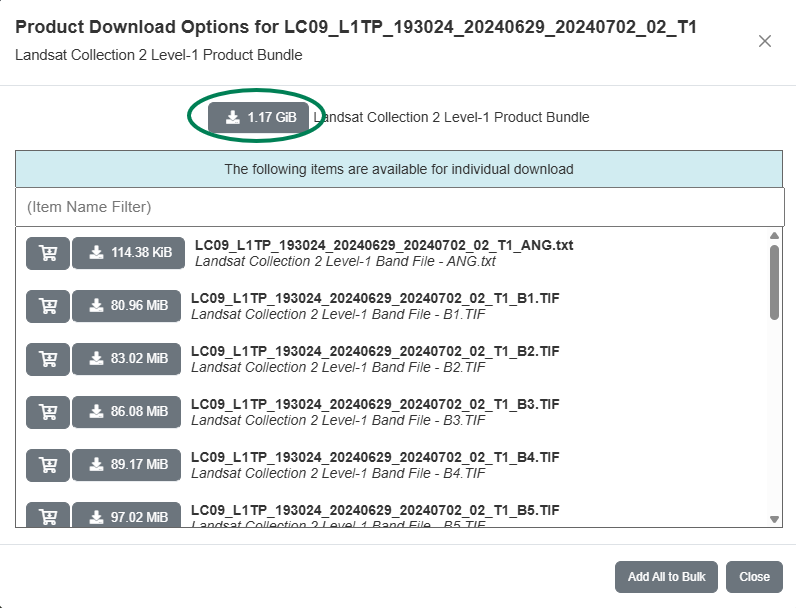 Product Download Options for LC09_L1TP_193024_20240629_20240702_02_T1
Landsat Collection 2 Level-1 Product Bundle
1.17 GiB Landsat Collection 2 Level-1 Product Bundle
The following items are available for individual download
(Item Name Filter)
114.38 KiB LC09_L1TP_193024_20240629_20240702_02_T1_ANG.txt
Landsat Collection 2 Level-1 Band File - ANG.txt
80.96 MiB LC09_L1TP_193024_20240629_20240702_02_T1_B1.TIF
Landsat Collection 2 Level-1 Band File - B1.TIF
83.02 MiB LC09_L1TP_193024_20240629_20240702_02_T1_B2.TIF
Landsat Collection 2 Level-1 Band File - B2.TIF
86.08 MiB LC09_L1TP_193024_20240629_20240702_02_T1_B3.TIF
Landsat Collection 2 Level-1 Band File - B3.TIF
89.17 MiB LC09_L1TP_193024_20240629_20240702_02_T1_B4.TIF
Landsat Collection 2 Level-1 Band File - B4.TIF
97.02 MiB LC09_L1TP_193024_20240629_20240702_02_T1_B5.TIF
Landsat Collection 2 Level-1 Band File - B5.TIF
Add All to Bulk Close